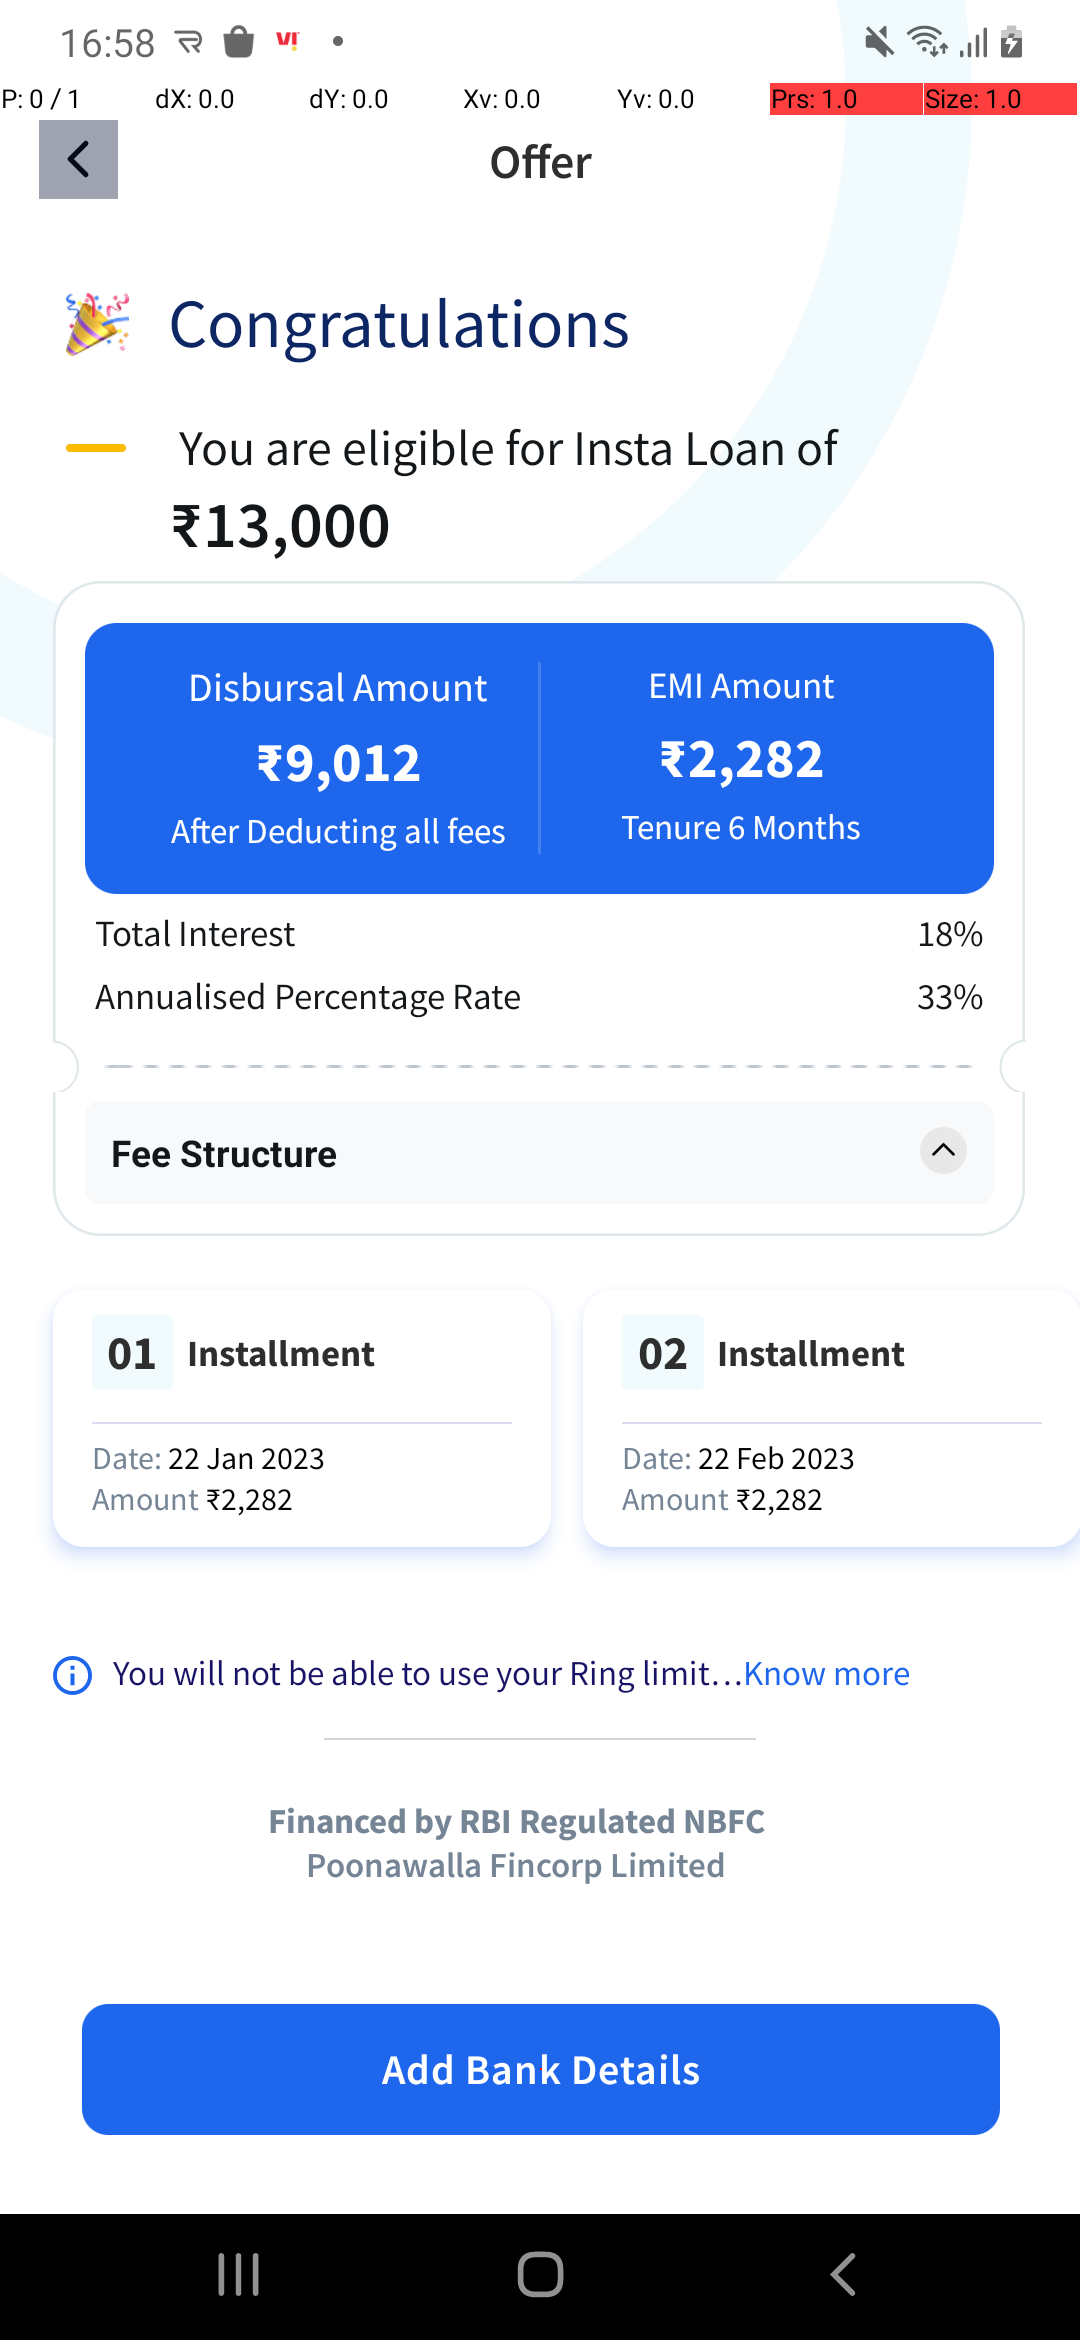 16:58
P: 0 / 1 dX: 0.0 dY: 0.0 Xv: 0.0 Yv: 0.0 Prs: 1.0 Size: 1.0
Offer
Congratulations
You are eligible for Insta Loan of
₹13,000
Disbursal Amount
₹9,012
After Deducting all fees
EMI Amount
₹2,282
Tenure 6 Months
Total Interest 18%
Annualised Percentage Rate 33%
Fee Structure
01 Installment
Date: 22 Jan 2023
Amount ₹2,282
02 Installment
Date: 22 Feb 2023
Amount ₹2,282
You will not be able to use your Ring limit...Know more
Financed by RBI Regulated NBFC
Poonawalla Fincorp Limited
Add Bank Details